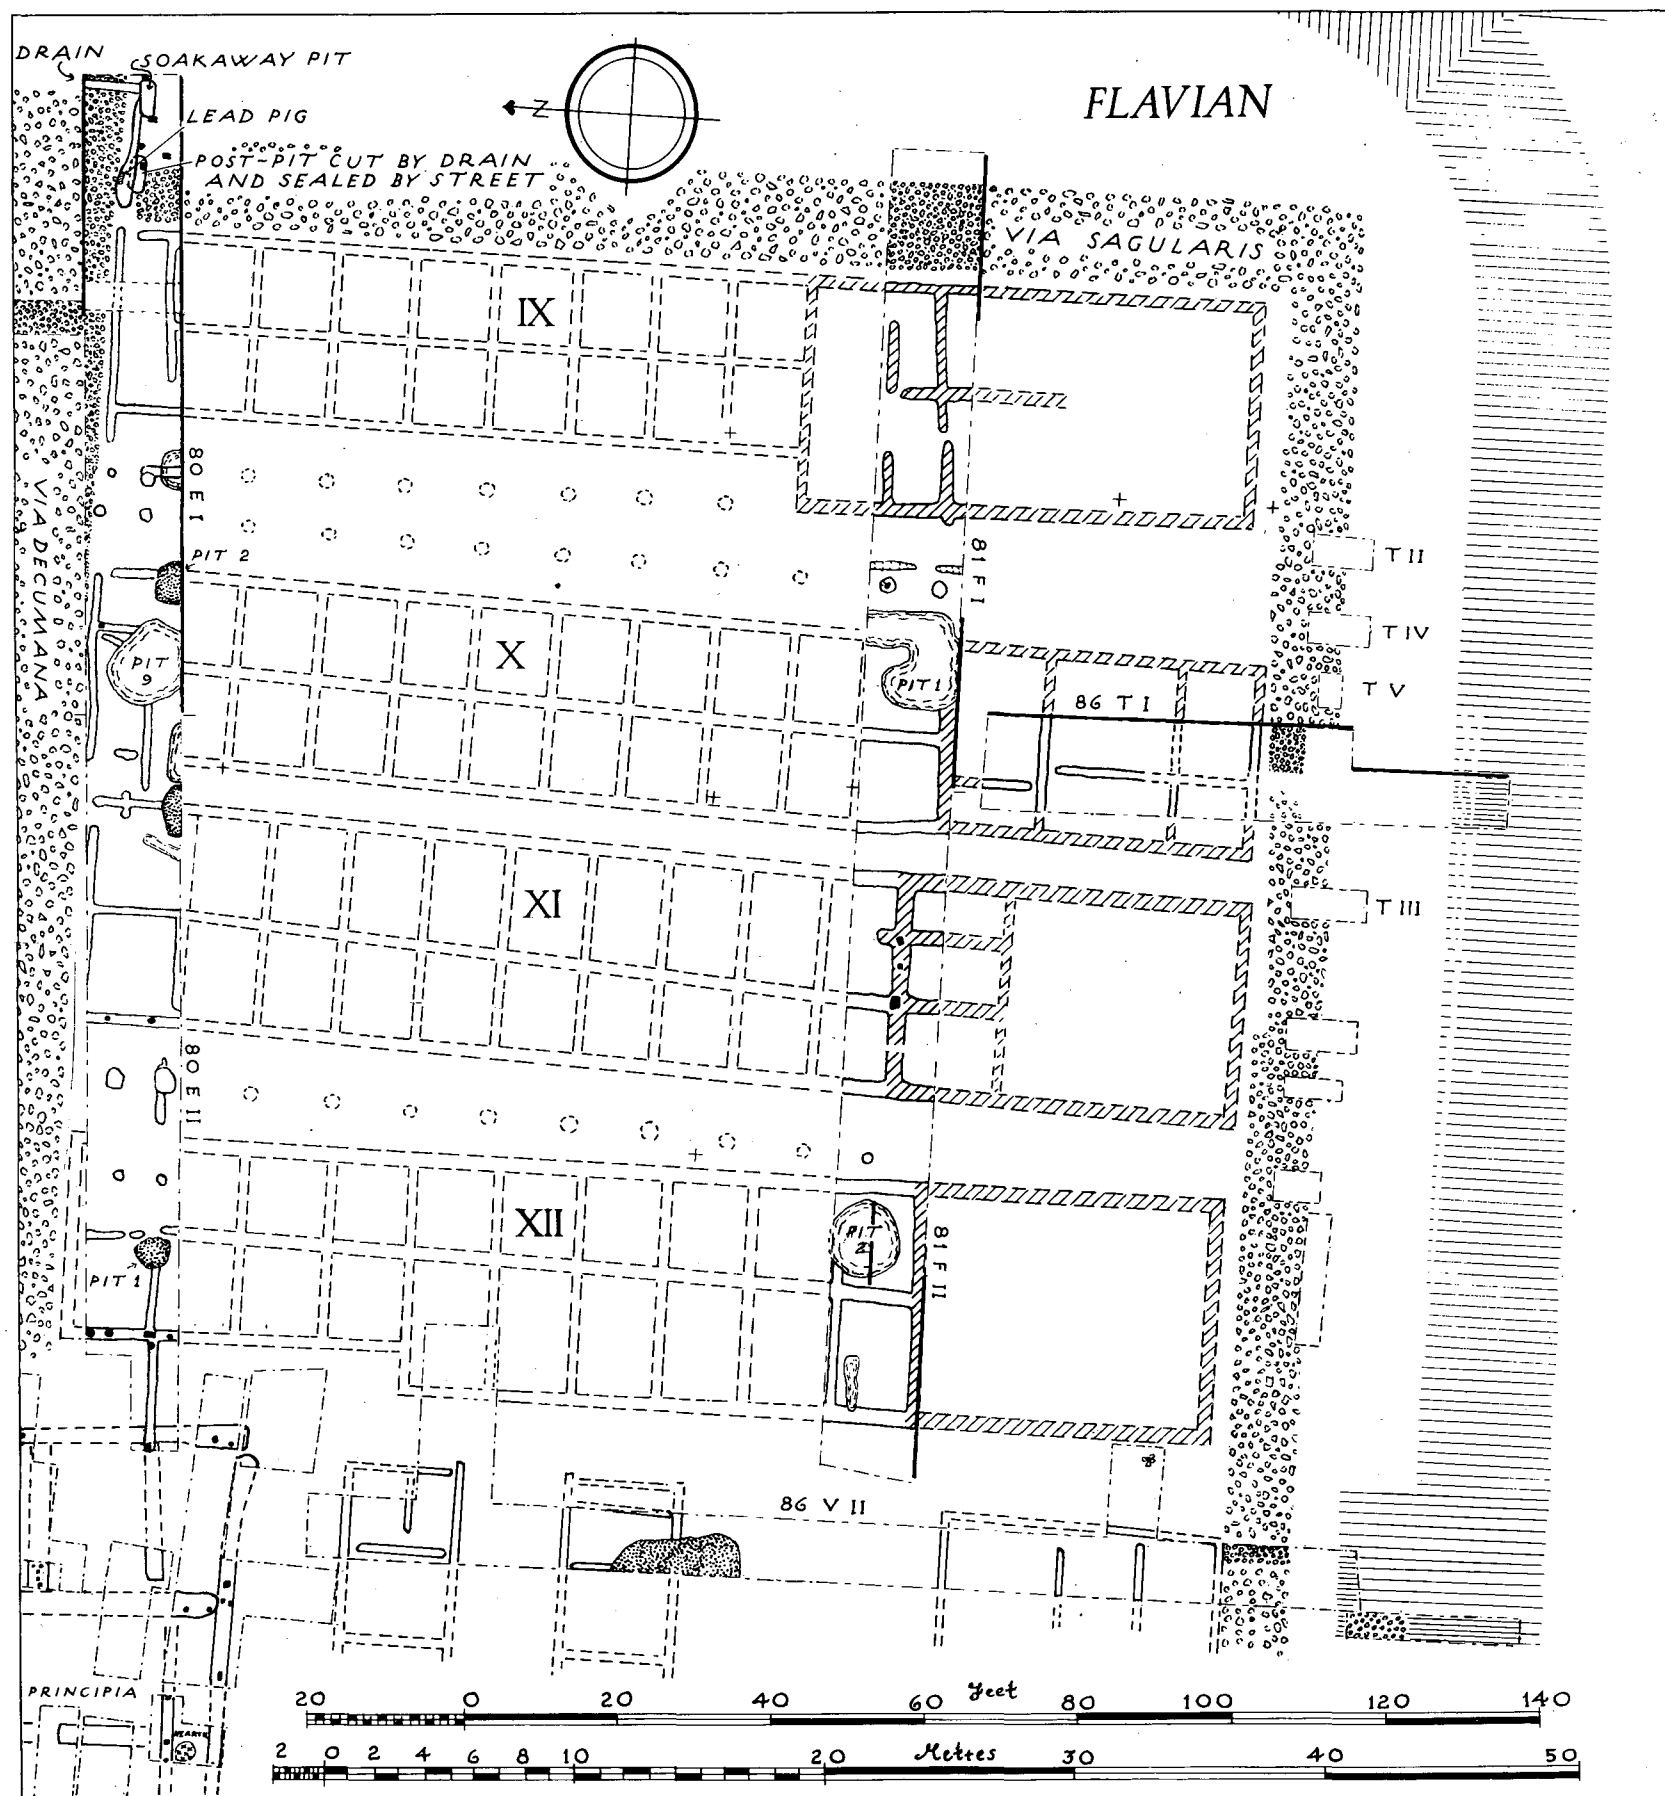 DRAIN
SOAKAWAY PIT
LEAD PIG
POST-PIT CUT BY DRAIN
AND SEALED BY STREET
Z
FLAVIAN
VIA SAGULARIS
IX
80 E I
VIA DECUMANA
PIT 2
81 F I
T II
T IV
T V
X
PIT
9
PIT 1
86 T I
XI
T III
80 E II
XII
PIT
2
81 F II
PIT 1
86 V II
PRINCIPIA
HEARTH
20 0 20 40 60 Feet 80 100 120 140
2 0 2 4 6 8 10 20 Metres 30 40 50